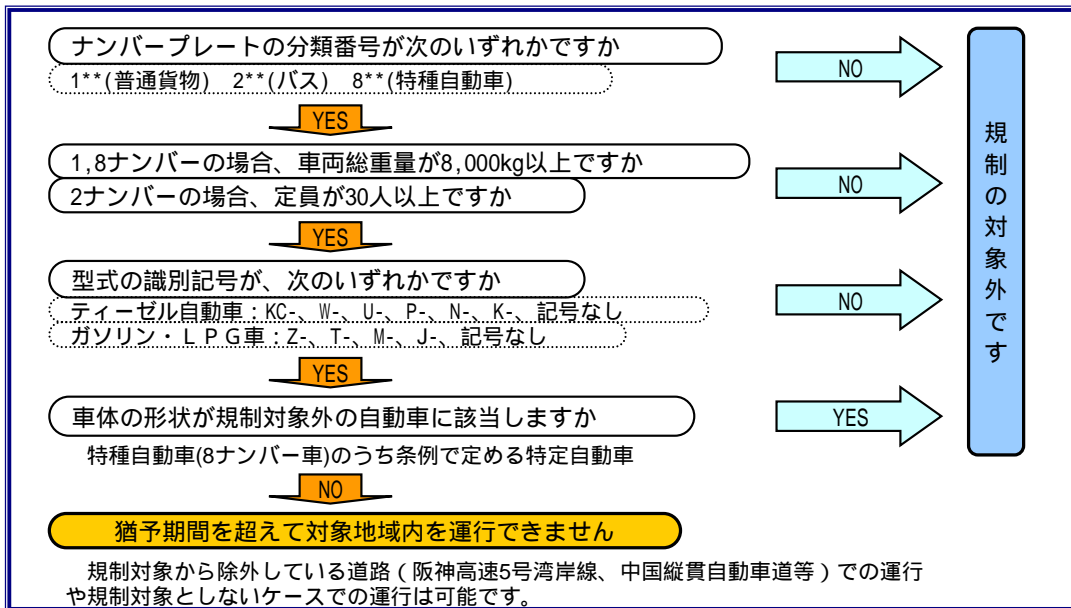 ナンバープレートの分類番号が次のいずれかですか
1**(普通貨物) 2**(バス) 8**(特種自動車)
NO
YES
1,8ナンバーの場合、車両総重量が8,000kg以上ですか
2ナンバーの場合、定員が30人以上ですか
NO
YES
型式の識別記号が、次のいずれかですか
ティーゼル自動車：KC-、W-、U-、P-、N-、K-、記号なし
ガソリン・ＬＰＧ車：Z-、T-、M-、J-、記号なし
NO
YES
車体の形状が規制対象外の自動車に該当しますか
YES
特種自動車(8ナンバー車)のうち条例で定める特定自動車
NO
規制の対象外です
猶予期間を超えて対象地域内を運行できません
規制対象から除外している道路（阪神高速5号湾岸線、中国縦貫自動車道等）での運行
や規制対象としないケースでの運行は可能です。